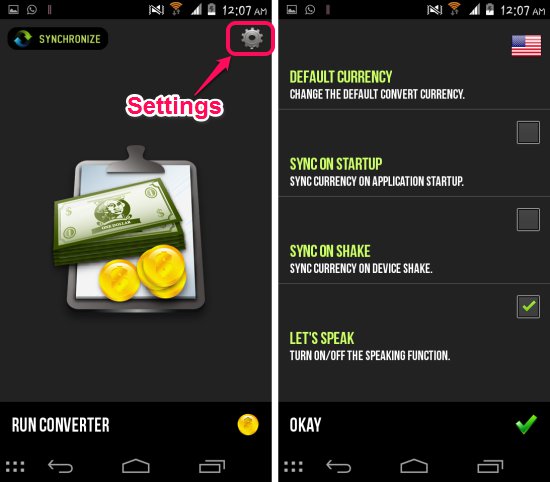 12:07 AM
SYNCHRONIZE
Settings
ONE DOLLAR
RUN CONVERTER
12:07 AM
DEFAULT CURRENCY
CHANGE THE DEFAULT CONVERT CURRENCY.
SYNC ON STARTUP
SYNC CURRENCY ON APPLICATION STARTUP.
SYNC ON SHAKE
SYNC CURRENCY ON DEVICE SHAKE.
LET'S SPEAK
TURN ON/OFF THE SPEAKING FUNCTION.
OKAY